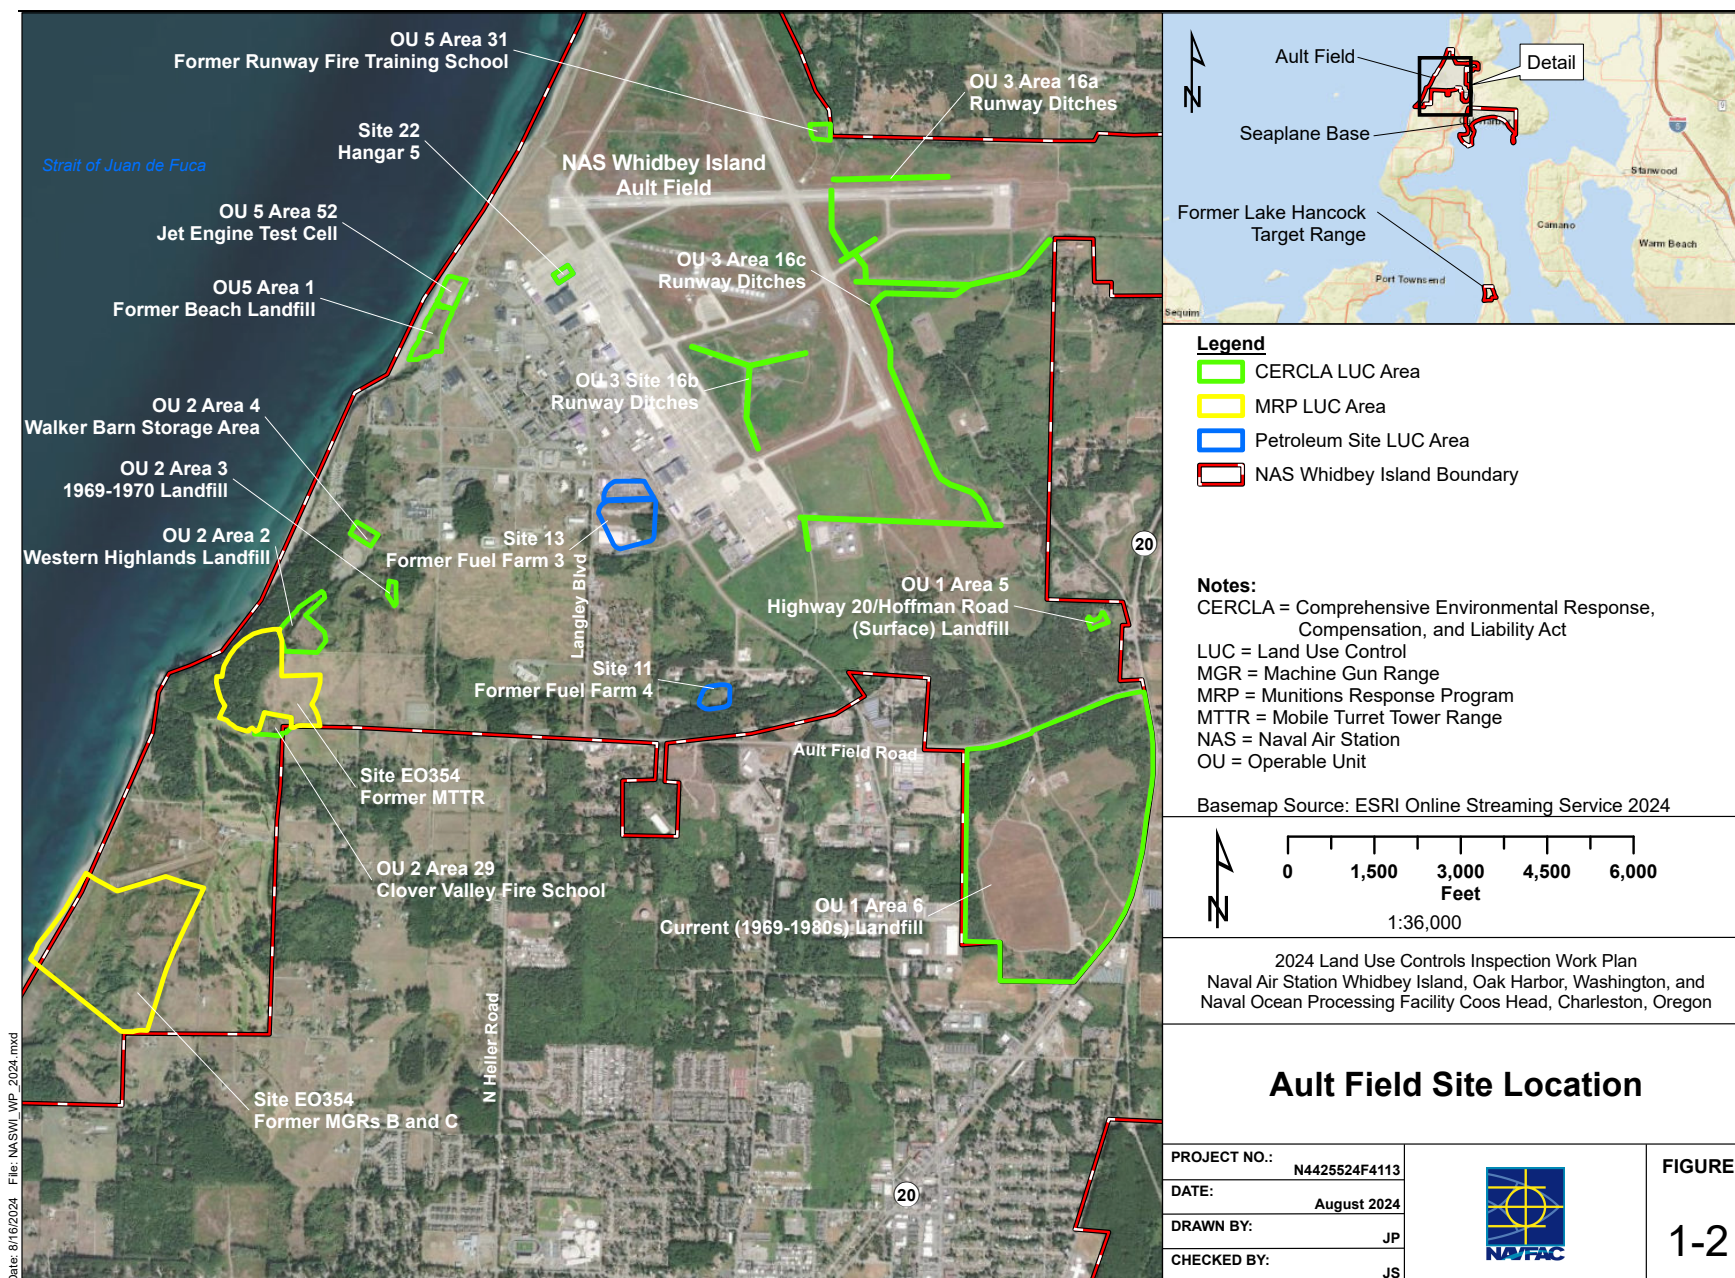 OU 5 Area 31
Former Runway Fire Training School
OU 3 Area 16a
Runway Ditches
Site 22
Hangar 5
NAS Whidbey Island
Ault Field
Strait of Juan de Fuca
OU 5 Area 52
Jet Engine Test Cell
OU 3 Area 16c
Runway Ditches
OU5 Area 1
Former Beach Landfill
OU 3 Site 16b
Runway Ditches
OU 2 Area 4
Walker Barn Storage Area
OU 2 Area 3
1969-1970 Landfill
OU 2 Area 2
Western Highlands Landfill
Site 13
Former Fuel Farm 3
20
Langley Blvd
OU 1 Area 5
Highway 20/Hoffman Road
(Surface) Landfill
Site 11
Former Fuel Farm 4
Ault Field Road
Site EO354
Former MTTR
OU 2 Area 29
Clover Valley Fire School
OU 1 Area 6
Current (1969-1980s) Landfill
N Heller Road
Site EO354
Former MGRs B and C
20
N
Ault Field
Detail
Seaplane Base
Former Lake Hancock
Target Range
Stanwood
Camano
Warm Beach
Port Townsend
Sequim
5
Legend
CERCLA LUC Area
MRP LUC Area
Petroleum Site LUC Area
NAS Whidbey Island Boundary
Notes:
CERCLA = Comprehensive Environmental Response,
Compensation, and Liability Act
LUC = Land Use Control
MGR = Machine Gun Range
MRP = Munitions Response Program
MTTR = Mobile Turret Tower Range
NAS = Naval Air Station
OU = Operable Unit
Basemap Source: ESRI Online Streaming Service 2024
N
0 1,500 3,000 4,500 6,000
Feet
1:36,000
2024 Land Use Controls Inspection Work Plan
Naval Air Station Whidbey Island, Oak Harbor, Washington, and
Naval Ocean Processing Facility Coos Head, Charleston, Oregon
Ault Field Site Location
PROJECT NO.:
N4425524F4113
DATE:
August 2024
DRAWN BY:
JP
CHECKED BY:
JS
NAVFAC
FIGURE
1-2
Date: 8/16/2024 File: NASWI_WP_2024.mxd